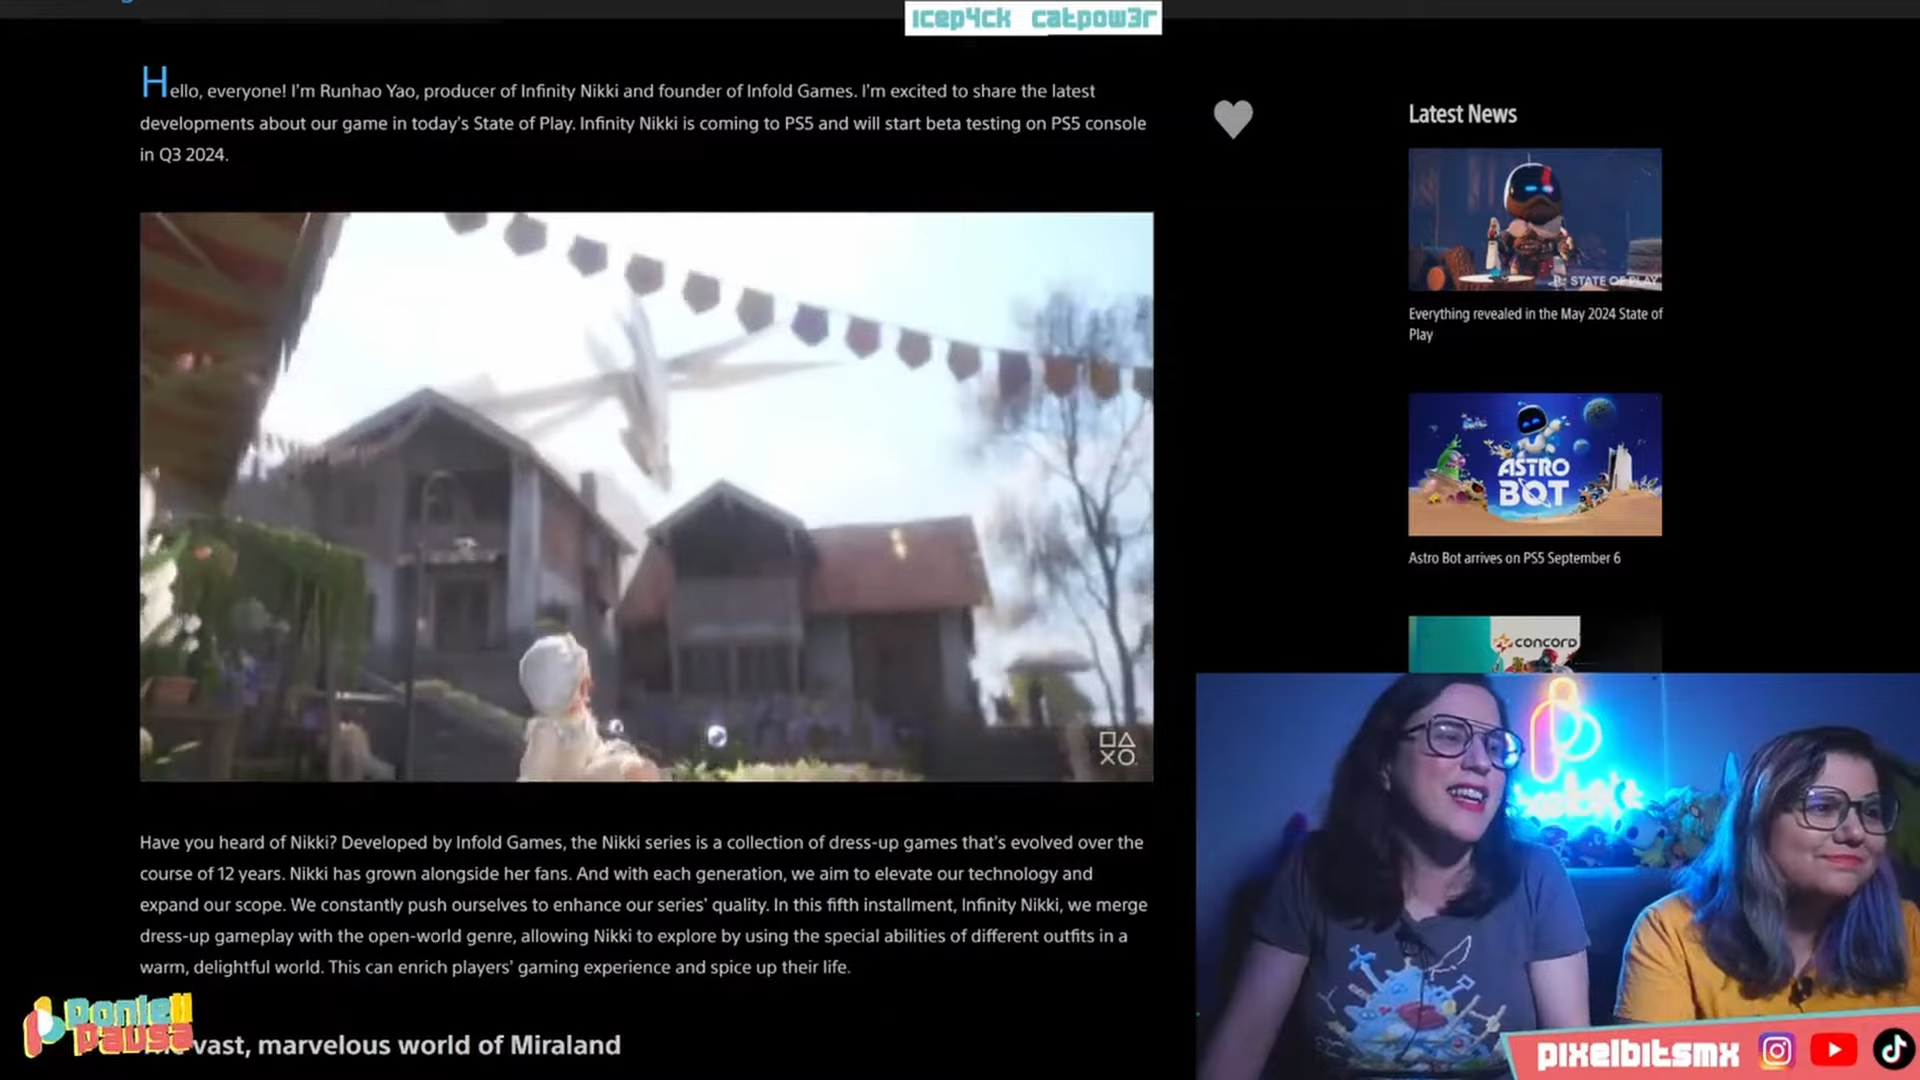 icep4ck catpow3r
Hello, everyone! I'm Runhao Yao, producer of Infinity Nikki and founder of Infold Games. I'm excited to share the latest
developments about our game in today's State of Play. Infinity Nikki is coming to PS5 and will start beta testing on PS5 console
in Q3 2024.
Latest News
STATE OF PLAY
Everything revealed in the May 2024 State of
Play
ASTRO
BOT
Astro Bot arrives on PS5 September 6
CONCORD
Have you heard of Nikki? Developed by Infold Games, the Nikki series is a collection of dress-up games that's evolved over the
course of 12 years. Nikki has grown alongside her fans. And with each generation, we aim to elevate our technology and
expand our scope. We constantly push ourselves to enhance our series' quality. In this fifth installment, Infinity Nikki, we merge
dress-up gameplay with the open-world genre, allowing Nikki to explore by using the special abilities of different outfits in a
warm, delightful world. This can enrich players' gaming experience and spice up their life.
Ponle
Pausa
vast, marvelous world of Miraland
pixelbitsmx